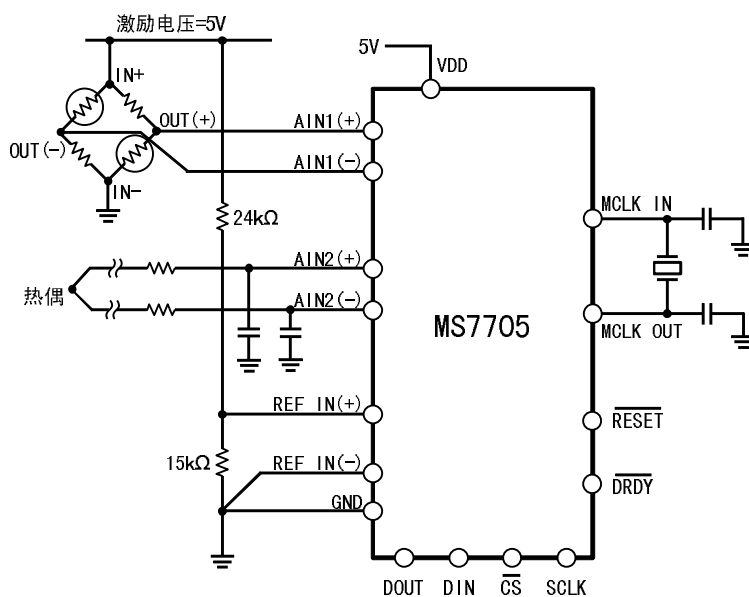 激励电压=5V
5V
VDD
IN+
OUT(+)
AIN1(+)
OUT(-)
AIN1(-)
IN-
MCLK IN
24kΩ
AIN2(+)
热偶
AIN2(-)
MS7705
MCLK OUT
REF IN(+)
RESET
15kΩ
REF IN(-)
DRDY
GND
DOUT
DIN
CS
SCLK